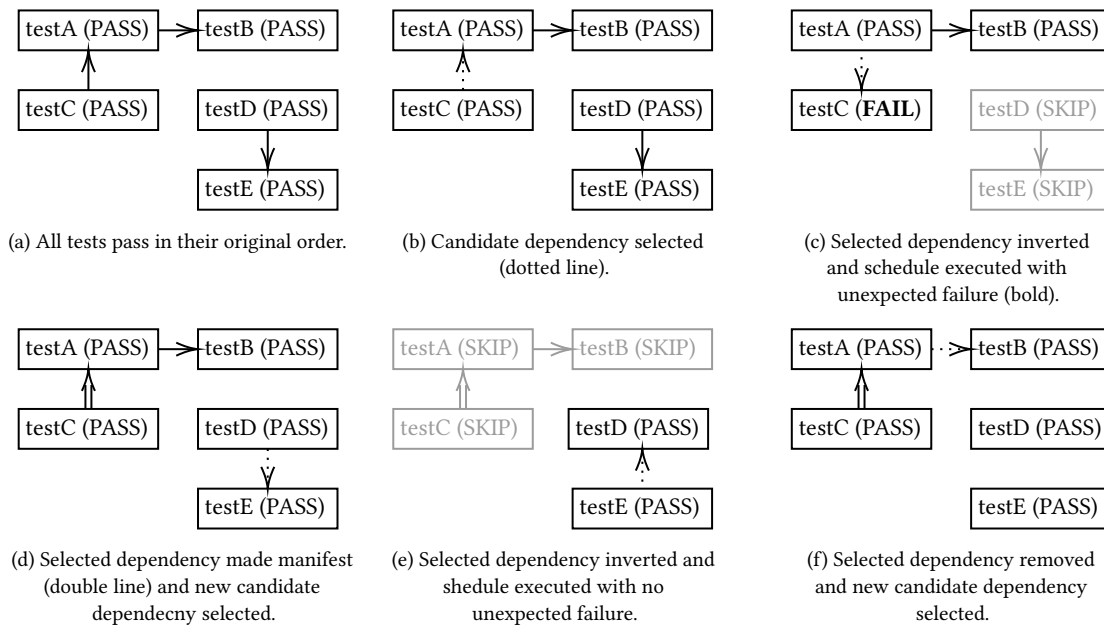 testA (PASS) testB (PASS)
testC (PASS) testD (PASS)
testE (PASS)
(a) All tests pass in their original order.
testA (PASS) testB (PASS)
testC (PASS) testD (PASS)
testE (PASS)
(b) Candidate dependency selected
(dotted line).
testA (PASS) testB (PASS)
testC (FAIL) testD (SKIP)
testE (SKIP)
(c) Selected dependency inverted
and schedule executed with
unexpected failure (bold).
testA (PASS) testB (PASS)
testC (PASS) testD (PASS)
testE (PASS)
(d) Selected dependency made manifest
(double line) and new candidate
dependecny selected.
testA (SKIP) testB (SKIP)
testC (SKIP) testD (PASS)
testE (PASS)
(e) Selected dependency inverted and
shedule executed with no
unexpected failure.
testA (PASS) testB (PASS)
testC (PASS) testD (PASS)
testE (PASS)
(f) Selected dependency removed
and new candidate dependency
selected.